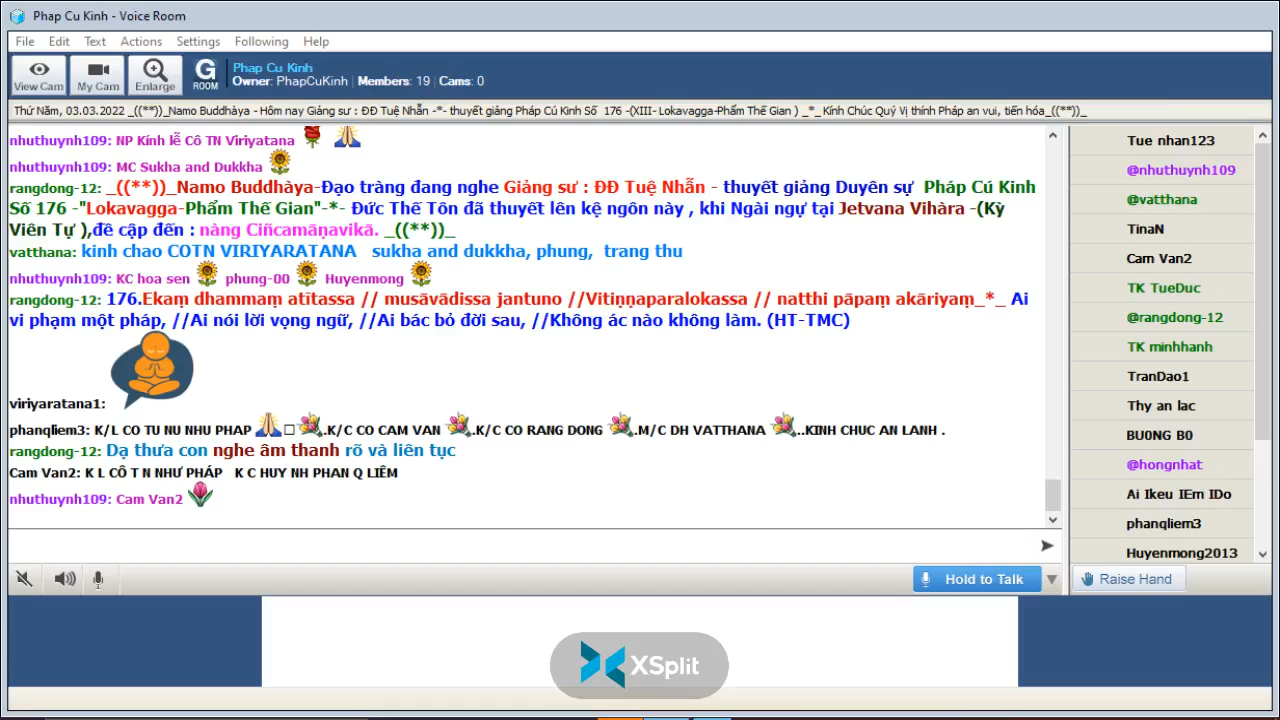 Phap Cu Kinh - Voice Room
File Edit Text Actions Settings Following Help
View Cam My Cam Enlarge G ROOM Phap Cu Kinh
Owner: PhapCuKinh | Members: 19 | Cams: 0
Thứ Năm, 03.03.2022 _((**))_Namo Buddhàya - Hôm nay Giảng sư : ĐĐ Tuệ Nhẫn -*- thuyết giảng Pháp Cú Kinh Số 176 -(XIII- Lokavagga-Phẩm Thế Gian ) _*_ Kính Chúc Quý Vị thính Pháp an vui, tiến hóa_((**))_
nhuthuynh109: NP Kính lễ Cô TN Viriyatana
nhuthuynh109: MC Sukha and Dukkha
rangdong-12: _((**))_Namo Buddhàya-Đạo tràng đang nghe Giảng sư : ĐĐ Tuệ Nhẫn - thuyết giảng Duyên sự Pháp Cú Kinh
Số 176 -"Lokavagga-Phẩm Thế Gian"-*- Đức Thế Tôn đã thuyết lên kệ ngôn này , khi Ngài ngự tại Jetvana Vihàra -(Kỳ
Viên Tự ),đề cập đến : nàng Ciñcamāṇavikā. _((**))_
vatthana: kinh chao COTN VIRIYARATANA sukha and dukkha, phung, trang thu
nhuthuynh109: KC hoa sen phung-00 Huyenmong
rangdong-12: 176.Ekaṃ dhammaṃ atītassa // musāvādissa jantuno //Vitiṇṇaparalokassa // natthi pāpaṃ akāriyaṃ_*_ Ai
vi phạm một pháp, //Ai nói lời vọng ngữ, //Ai bác bỏ đời sau, //Không ác nào không làm. (HT-TMC)
viriyaratana1:
phanqliem3: K/L CO TU NU NHU PHAP □ .K/C CO CAM VAN .K/C CO RANG DONG .M/C DH VATTHANA ..KINH CHUC AN LANH .
rangdong-12: Dạ thưa con nghe âm thanh rõ và liên tục
Cam Van2: K L CÔ T N NHƯ PHÁP K C HUY NH PHAN Q LIÊM
nhuthuynh109: Cam Van2
Tue nhan123
@nhuthuynh109
@vatthana
TinaN
Cam Van2
TK TueDuc
@rangdong-12
TK minhhanh
TranDao1
Thy an lac
BU0NG B0
@hongnhat
Ai Ikeu IEm IDo
phanqliem3
Huyenmong2013
Hold to Talk
Raise Hand
XSplit